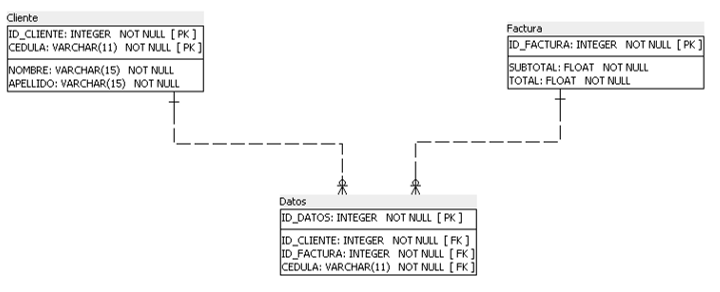 Cliente
ID_CLIENTE: INTEGER NOT NULL [ PK ]
CEDULA: VARCHAR(11) NOT NULL [ PK ]
NOMBRE: VARCHAR(15) NOT NULL
APELLIDO: VARCHAR(15) NOT NULL
Factura
ID_FACTURA: INTEGER NOT NULL [ PK ]
SUBTOTAL: FLOAT NOT NULL
TOTAL: FLOAT NOT NULL
Datos
ID_DATOS: INTEGER NOT NULL [ PK ]
ID_CLIENTE: INTEGER NOT NULL [ FK ]
ID_FACTURA: INTEGER NOT NULL [ FK ]
CEDULA: VARCHAR(11) NOT NULL [ FK ]